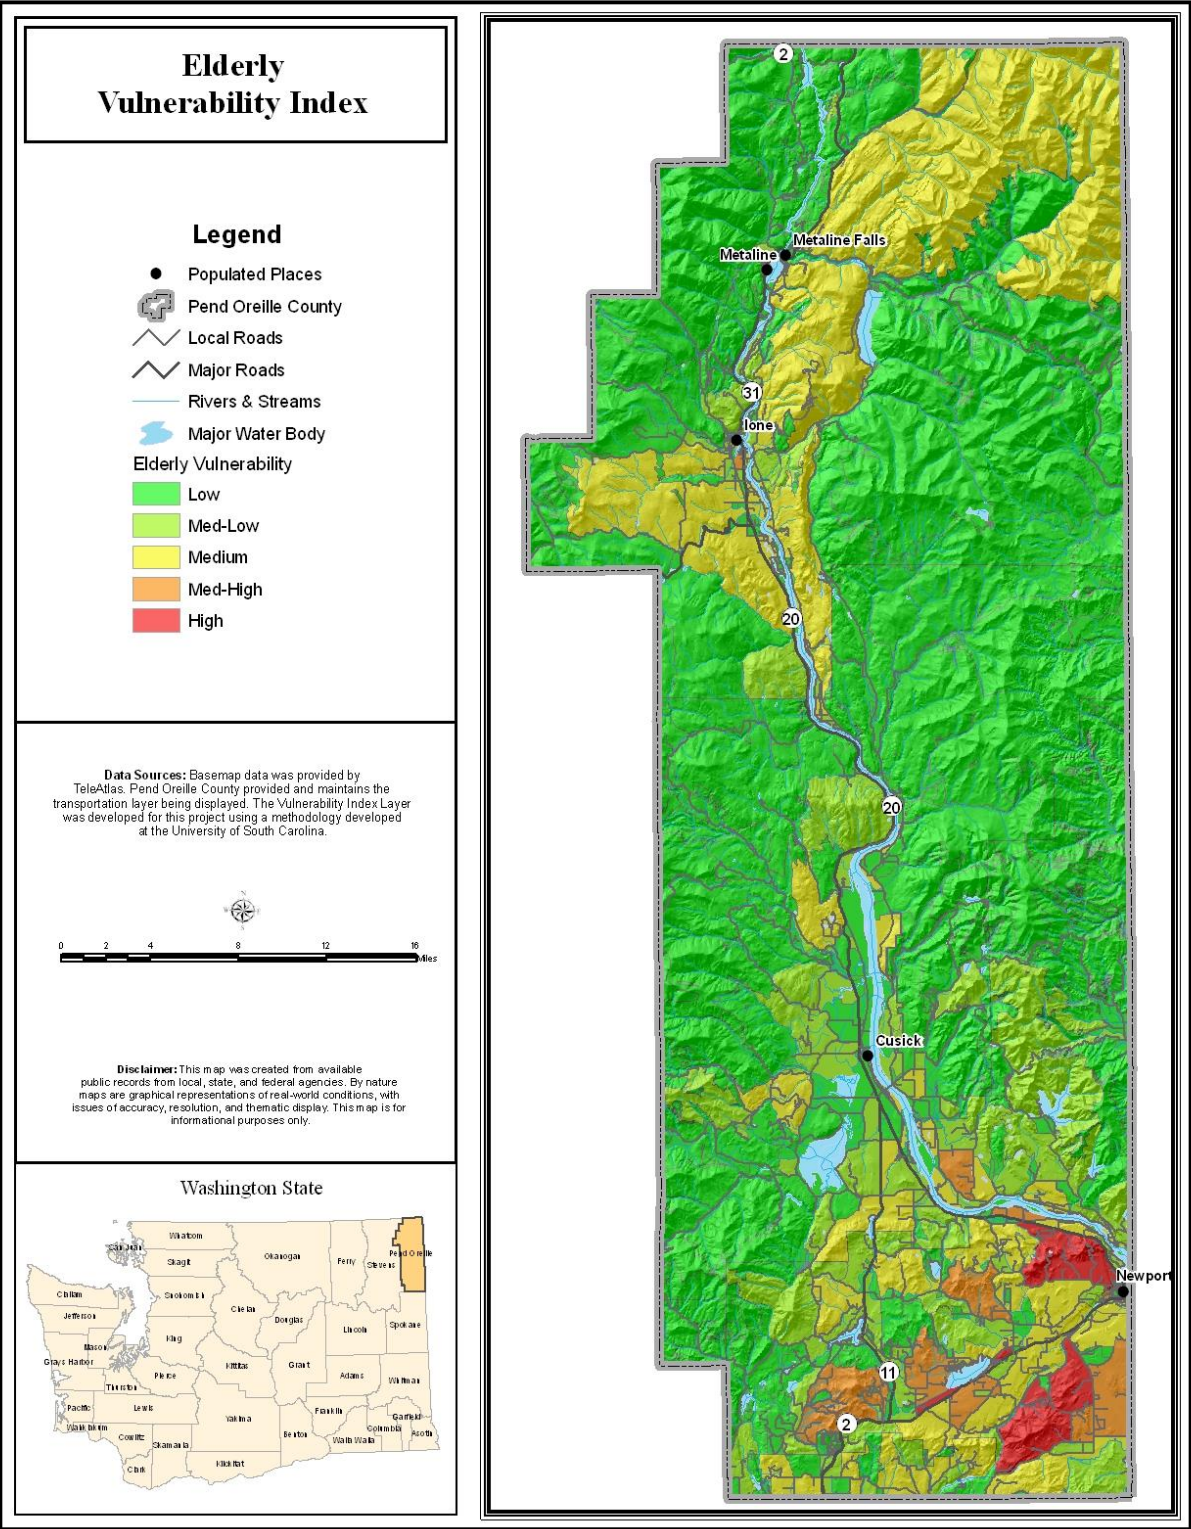 Elderly
Vulnerability Index
Legend
Populated Places
Pend Oreille County
Local Roads
Major Roads
Rivers & Streams
Major Water Body
Elderly Vulnerability
Low
Med-Low
Medium
Med-High
High
Data Sources: Basemap data was provided by
TeleAtlas. Pend Oreille County provided and maintains the
transportation layer being displayed. The Vulnerability Index Layer
was developed for this project using a methodology developed
at the University of South Carolina.
N
0 2 4 8 12 16
Miles
Disclaimer: This map was created from available
public records from local, state, and federal agencies. By nature
maps are graphical representations of real-world conditions, with
issues of accuracy, resolution, and thematic display. This map is for
informational purposes only.
Washington State
Whatcom
San Juan
Skagit
Okanogan
Ferry
Stevens
Pend Oreille
Clallam
Snohomish
Chelan
Jefferson
Douglas
Lincoln
Spokane
King
Mason
Grays Harbor
Kittitas
Grant
Pierce
Adams
Whitman
Thurston
Pacific
Lewis
Yakima
Franklin
Garfield
Wahkiakum
Columbia
Asotin
Cowlitz
Benton
Walla Walla
Skamania
Klickitat
Clark
2
Metaline Falls
Metaline
31
Ione
20
20
Cusick
Newport
11
2